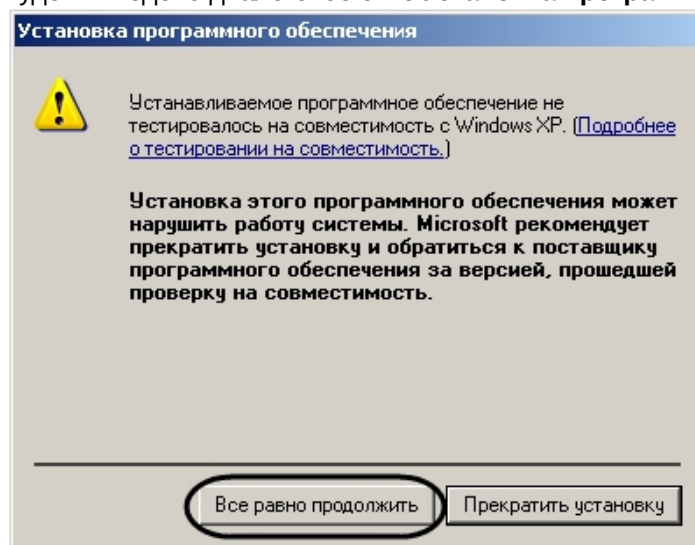 Установка программного обеспечения
Устанавливаемое программное обеспечение не
тестировалось на совместимость с Windows XP. (Подробнее
о тестировании на совместимость.)
Установка этого программного обеспечения может
нарушить работу системы. Microsoft рекомендует
прекратить установку и обратиться к поставщику
программного обеспечения за версией, прошедшей
проверку на совместимость.
Все равно продолжить Прекратить установку